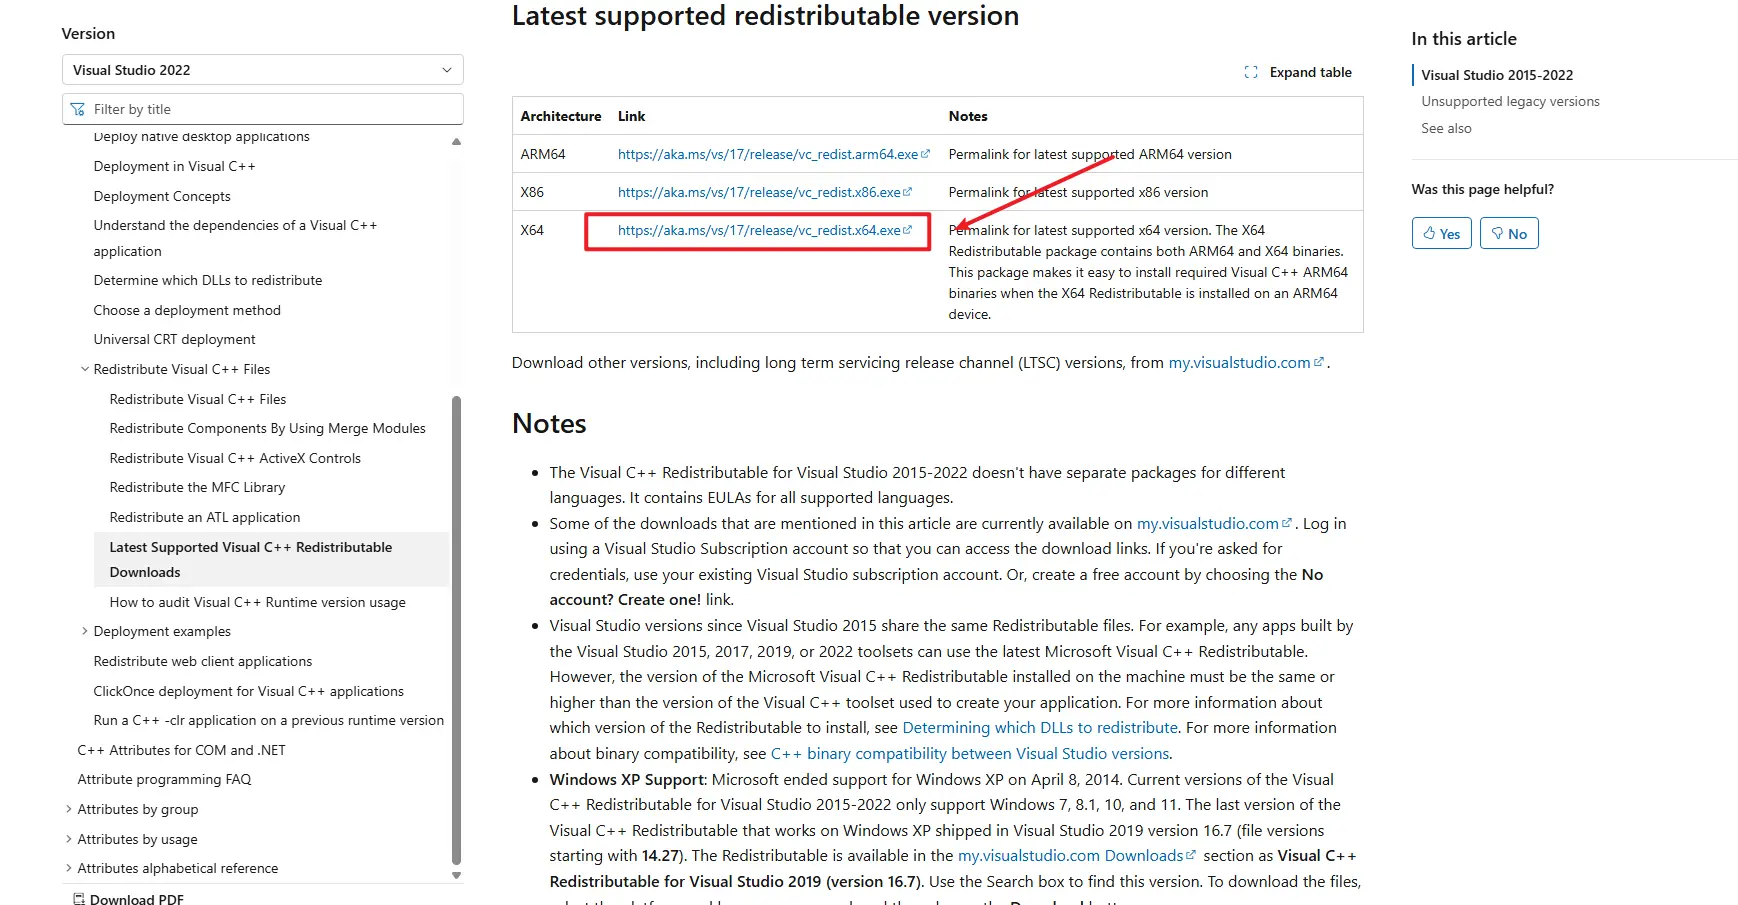 Version
Visual Studio 2022
Filter by title
Deploy native desktop applications
Deployment in Visual C++
Deployment Concepts
Understand the dependencies of a Visual C++
application
Determine which DLLs to redistribute
Choose a deployment method
Universal CRT deployment
Redistribute Visual C++ Files
Redistribute Visual C++ Files
Redistribute Components By Using Merge Modules
Redistribute Visual C++ ActiveX Controls
Redistribute the MFC Library
Redistribute an ATL application
Latest Supported Visual C++ Redistributable
Downloads
How to audit Visual C++ Runtime version usage
Deployment examples
Redistribute web client applications
ClickOnce deployment for Visual C++ applications
Run a C++ -clr application on a previous runtime version
C++ Attributes for COM and .NET
Attribute programming FAQ
Attributes by group
Attributes by usage
Attributes alphabetical reference
Download PDF
Latest supported redistributable version
Expand table
Architecture Link Notes
ARM64 https://aka.ms/vs/17/release/vc_redist.arm64.exe Permalink for latest supported ARM64 version
X86 https://aka.ms/vs/17/release/vc_redist.x86.exe Permalink for latest supported x86 version
X64 https://aka.ms/vs/17/release/vc_redist.x64.exe Permalink for latest supported x64 version. The X64
Redistributable package contains both ARM64 and X64 binaries.
This package makes it easy to install required Visual C++ ARM64
binaries when the X64 Redistributable is installed on an ARM64
device.
Download other versions, including long term servicing release channel (LTSC) versions, from my.visualstudio.com.
Notes
The Visual C++ Redistributable for Visual Studio 2015-2022 doesn't have separate packages for different
languages. It contains EULAs for all supported languages.
Some of the downloads that are mentioned in this article are currently available on my.visualstudio.com. Log in
using a Visual Studio Subscription account so that you can access the download links. If you're asked for
credentials, use your existing Visual Studio subscription account. Or, create a free account by choosing the No
account? Create one! link.
Visual Studio versions since Visual Studio 2015 share the same Redistributable files. For example, any apps built by
the Visual Studio 2015, 2017, 2019, or 2022 toolsets can use the latest Microsoft Visual C++ Redistributable.
However, the version of the Microsoft Visual C++ Redistributable installed on the machine must be the same or
higher than the version of the Visual C++ toolset used to create your application. For more information about
which version of the Redistributable to install, see Determining which DLLs to redistribute. For more information
about binary compatibility, see C++ binary compatibility between Visual Studio versions.
Windows XP Support: Microsoft ended support for Windows XP on April 8, 2014. Current versions of the Visual
C++ Redistributable for Visual Studio 2015-2022 only support Windows 7, 8.1, 10, and 11. The last version of the
Visual C++ Redistributable that works on Windows XP shipped in Visual Studio 2019 version 16.7 (file versions
starting with 14.27). The Redistributable is available in the my.visualstudio.com Downloads section as Visual C++
Redistributable for Visual Studio 2019 (version 16.7). Use the Search box to find this version. To download the files,
In this article
Visual Studio 2015-2022
Unsupported legacy versions
See also
Was this page helpful?
Yes No